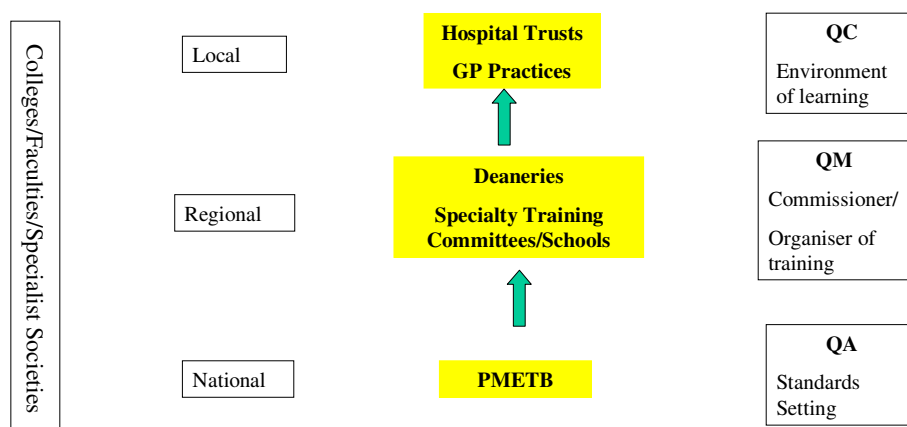 Colleges/Faculties/Specialist Societies
Local
Hospital Trusts
GP Practices
QC
Environment
of learning
Regional
Deaneries
Specialty Training
Committees/Schools
QM
Commissioner/
Organiser of
training
National
PMETB
QA
Standards
Setting